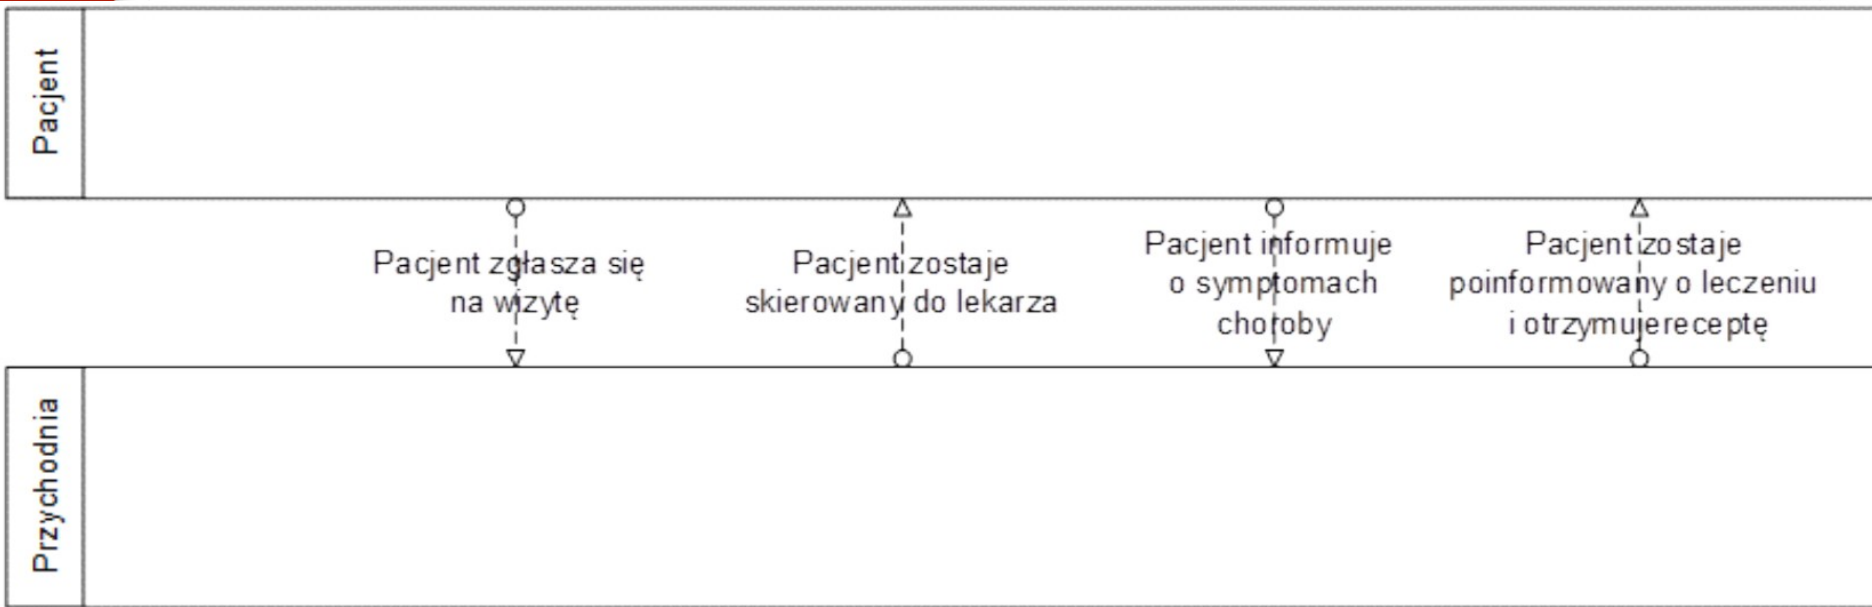 Pacjent
Pacjent zgłasza się
na wizytę
Pacjent zostaje
skierowany do lekarza
Pacjent informuje
o symptomach
choroby
Pacjent zostaje
poinformowany o leczeniu
i otrzymuje receptę
Przychodnia